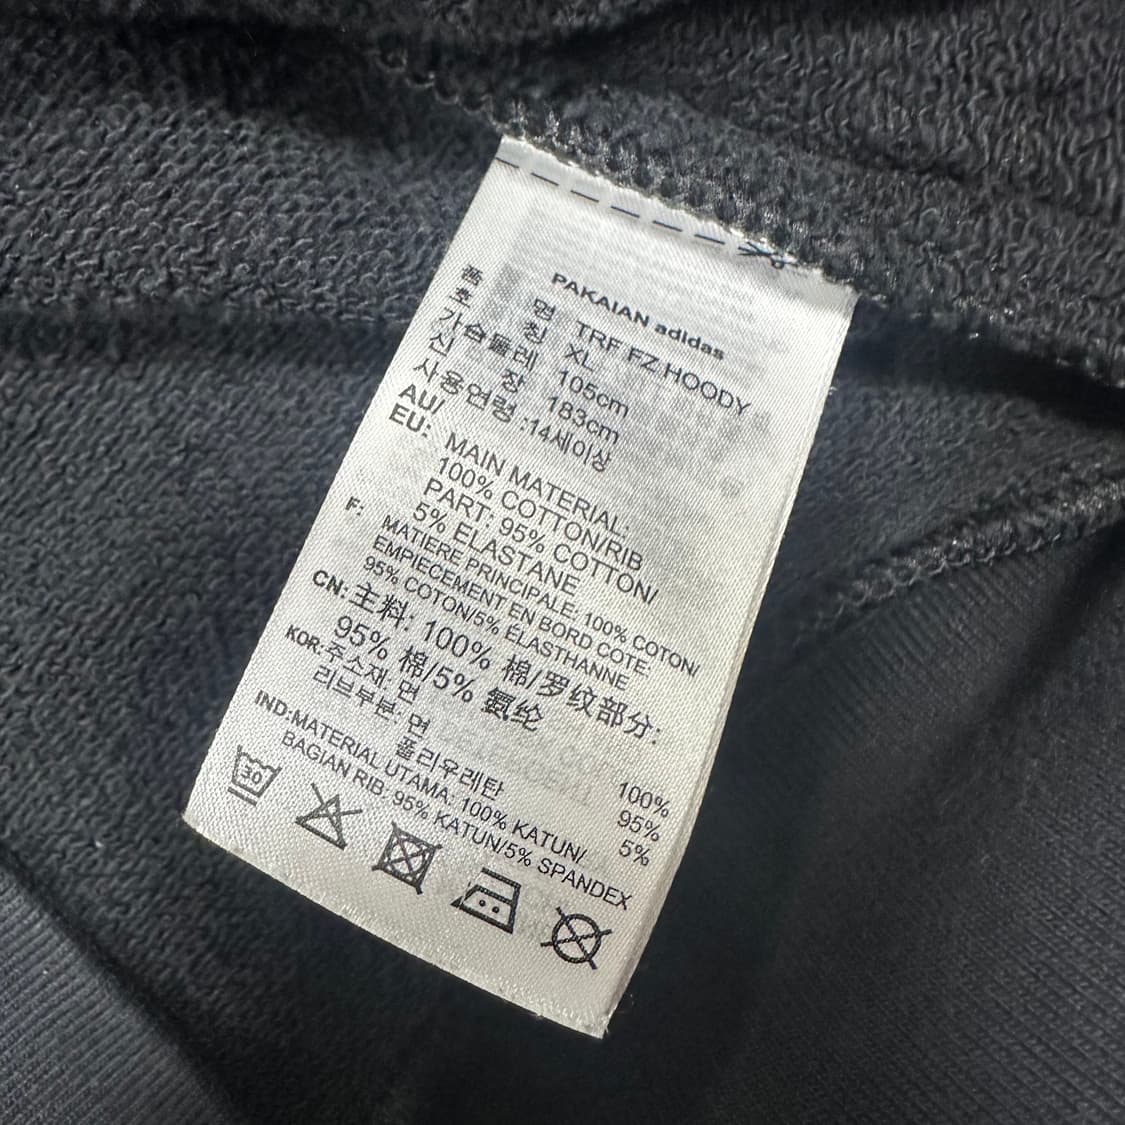 PAKAIAN adidas
품 명 TRF FZ HOODY
호 칭 XL
가슴둘레 105cm
신 장 183cm
사용연령 :14세이상
AU/
EU: MAIN MATERIAL:
100% COTTON/RIB
PART: 95% COTTON/
5% ELASTANE
F: MATIERE PRINCIPALE: 100% COTON/
EMPIECEMENT EN BORD COTE
95% COTON/5% ÉLASTHANNE
CN: 主料: 100% 棉/罗纹部分:
95% 棉/5% 氨纶
KOR: 주소재: 면 100%
리브부분: 면 95%
폴리우레탄 5%
IND: MATERIAL UTAMA: 100% KATUN/
BAGIAN RIB: 95% KATUN/5% SPANDEX
30